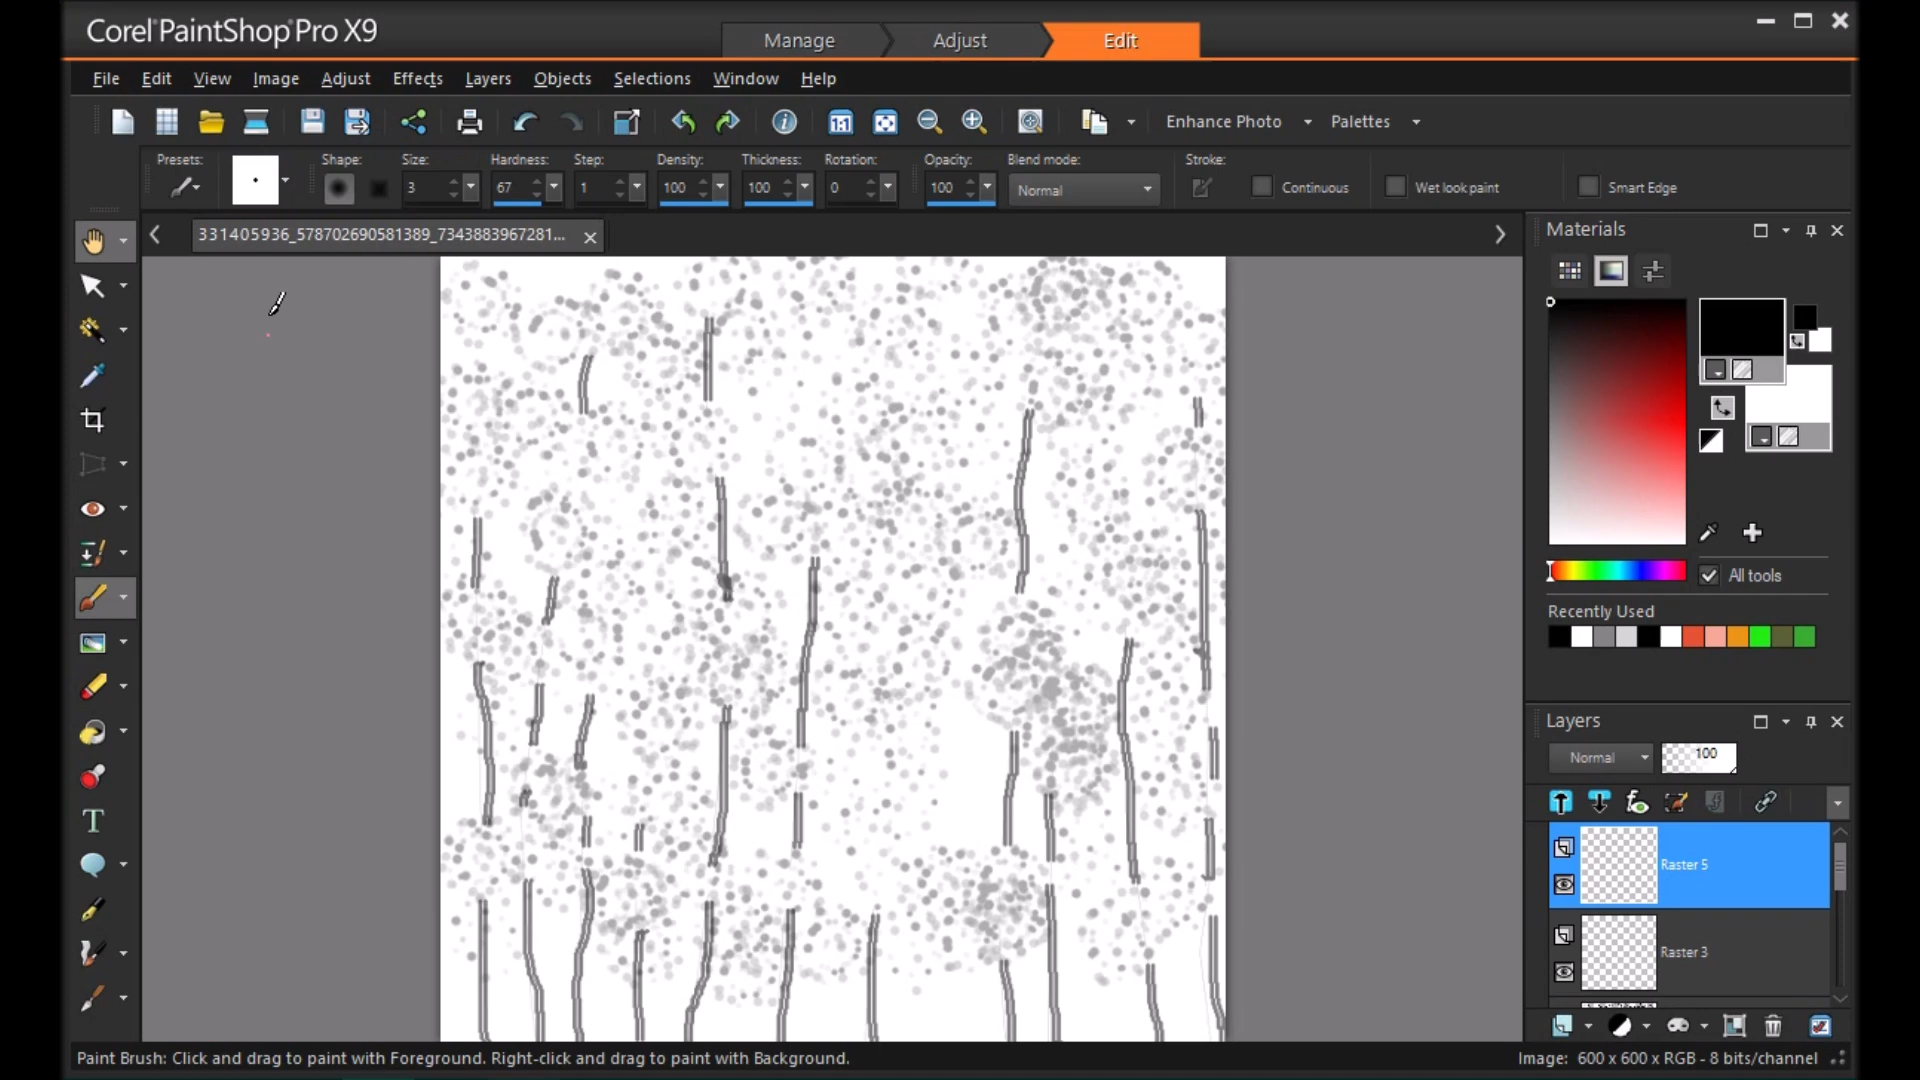 Corel PaintShop Pro X9
Manage
Adjust
Edit
File Edit View Image Adjust Effects Layers Objects Selections Window Help
1:1
Enhance Photo
Palettes
Presets:
Shape:
Size:
Hardness:
Step:
Density:
Thickness:
Rotation:
Opacity:
Blend mode:
Stroke:
3
67
1
100
100
0
100
Normal
Continuous
Wet look paint
Smart Edge
331405936_578702690581389_7343883967281...
Materials
All tools
Recently Used
Layers
Normal
100
Raster 5
Raster 3
T
Paint Brush: Click and drag to paint with Foreground. Right-click and drag to paint with Background.
Image: 600 x 600 x RGB - 8 bits/channel